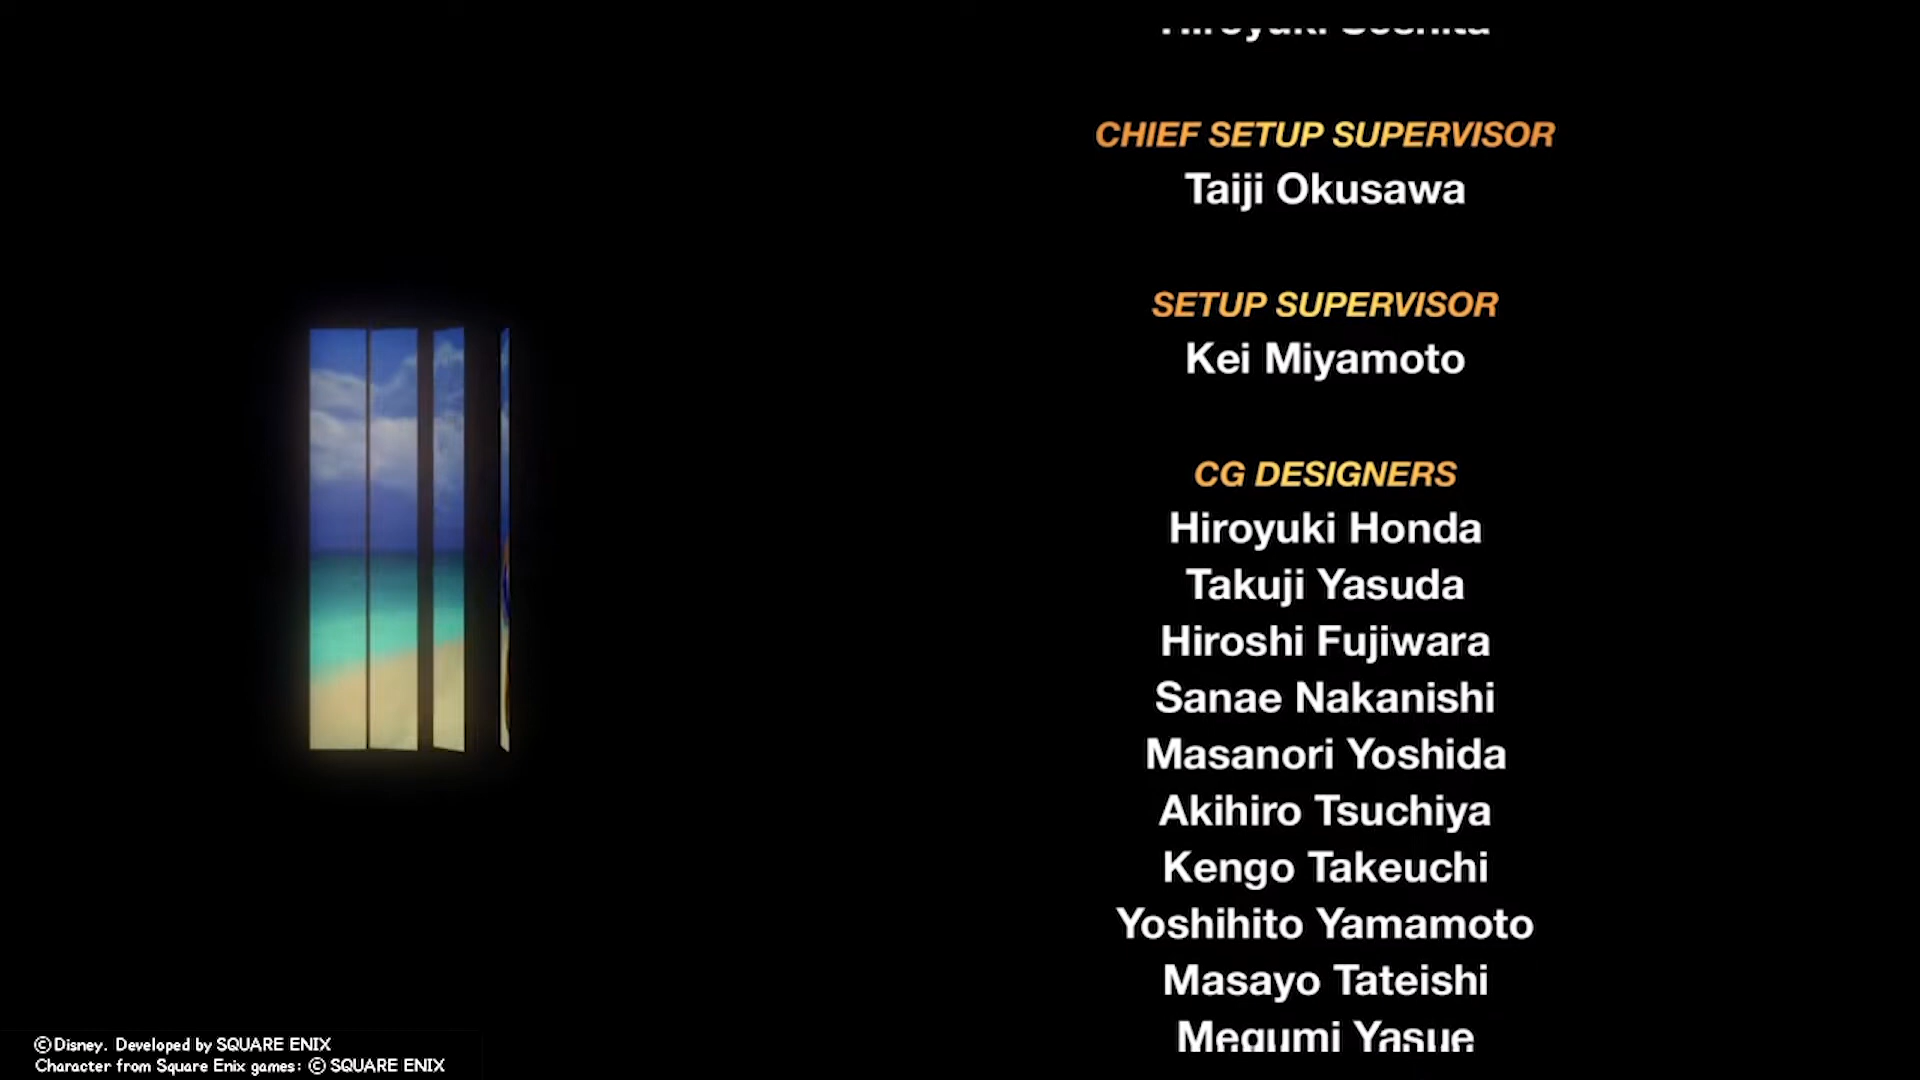 Hiroyuki
CHIEF SETUP SUPERVISOR
Taiji Okusawa
SETUP SUPERVISOR
Kei Miyamoto
CG DESIGNERS
Hiroyuki Honda
Takuji Yasuda
Hiroshi Fujiwara
Sanae Nakanishi
Masanori Yoshida
Akihiro Tsuchiya
Kengo Takeuchi
Yoshihito Yamamoto
Masayo Tateishi
Megumi Yasue
©Disney. Developed by SQUARE ENIX
Character from Square Enix games: © SQUARE ENIX